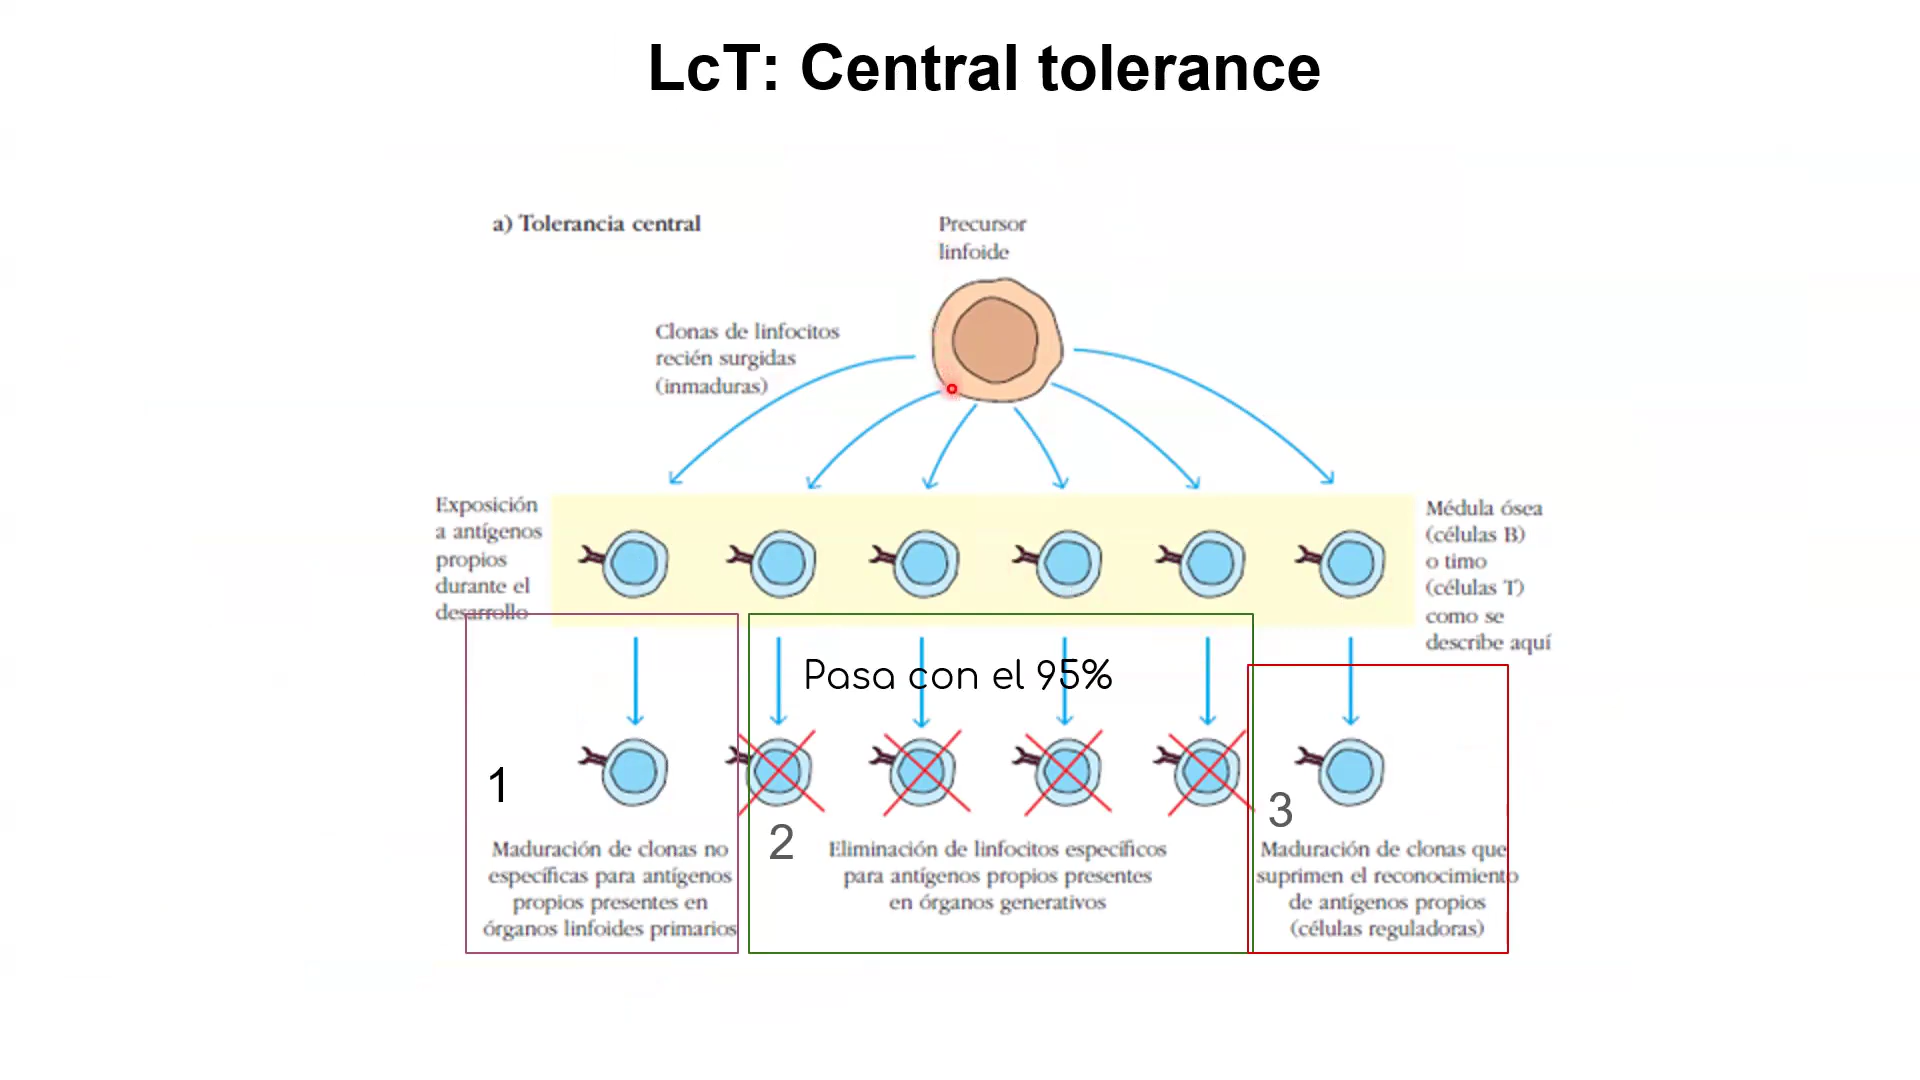 LcT: Central tolerance
a) Tolerancia central
Precursor
linfoide
Clonas de linfocitos
recién surgidas
(inmaduras)
Exposición
a antígenos
propios
durante el
desarrollo
Médula ósea
(células B)
o timo
(células T)
como se
describe aquí
Pasa con el 95%
1
Maduración de clonas no
específicas para antígenos
propios presentes en
órganos linfoides primarios
2
Eliminación de linfocitos específicos
para antígenos propios presentes
en órganos generativos
3
Maduración de clonas que
suprimen el reconocimiento
de antígenos propios
(células reguladoras)